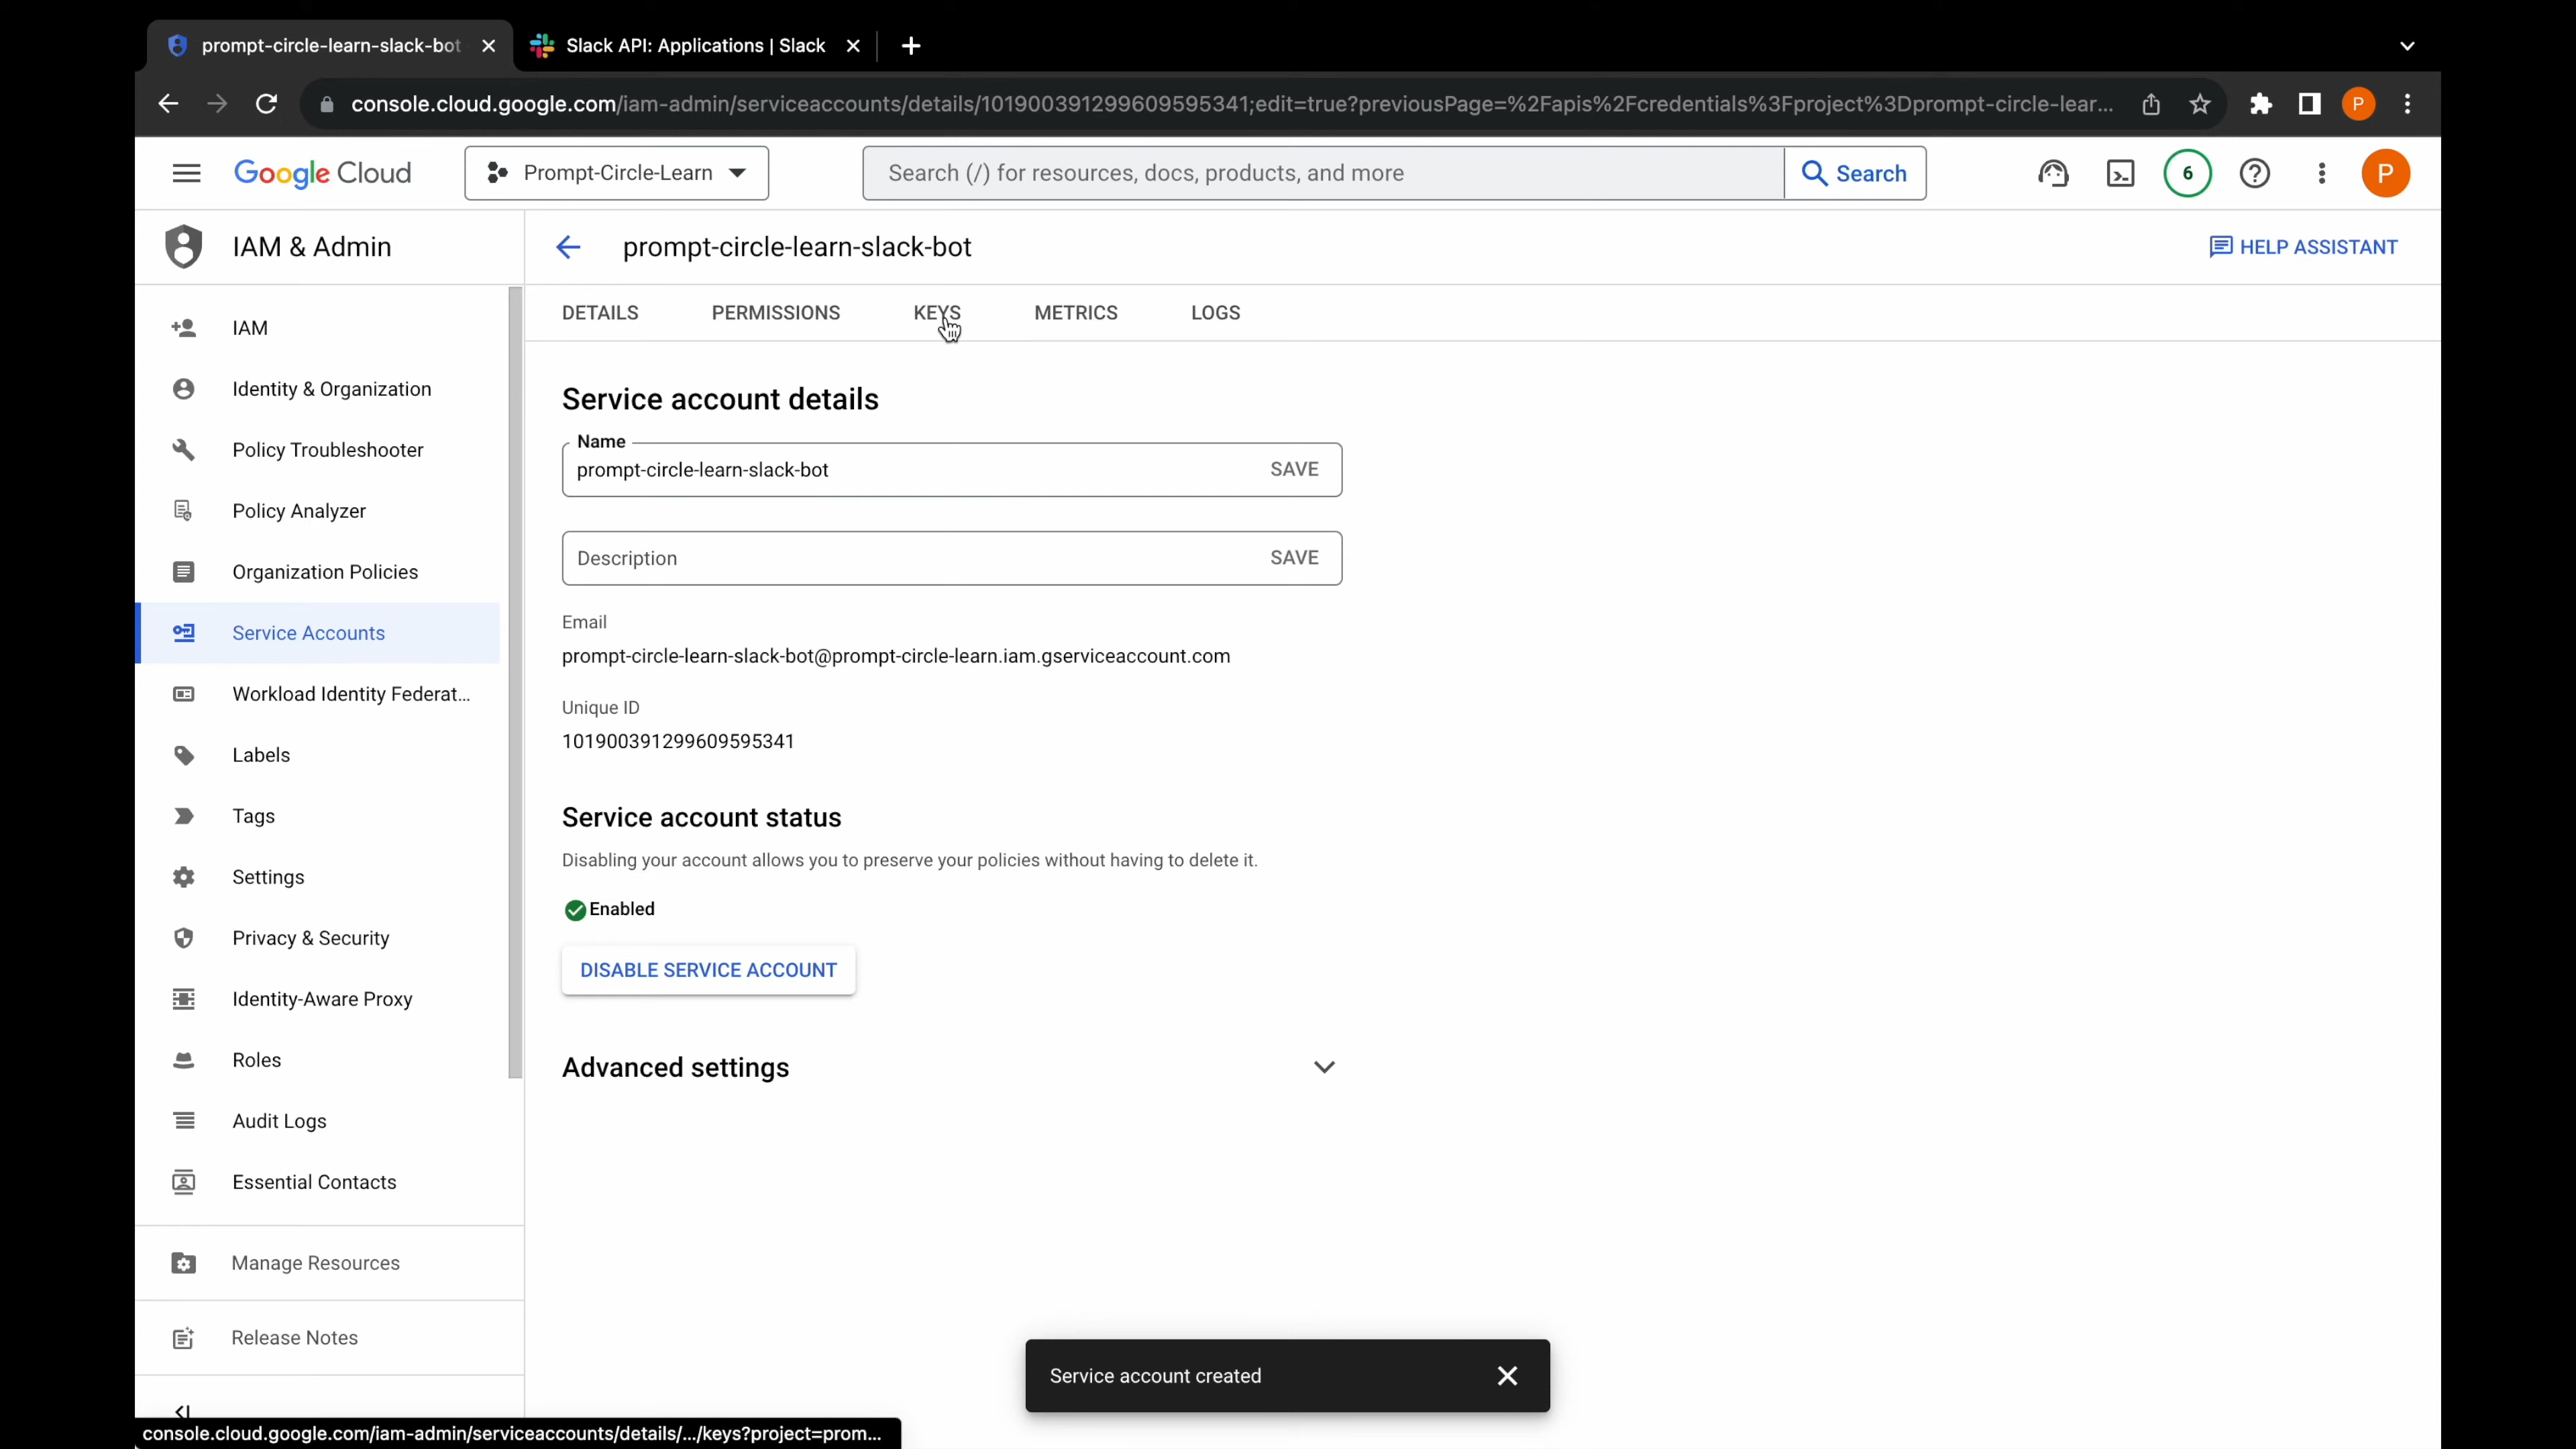 prompt-circle-learn-slack-bot
Slack API: Applications | Slack
console.cloud.google.com/iam-admin/serviceaccounts/details/101900391299609595341;edit=true?previousPage=%2Fapis%2Fcredentials%3Fproject%3Dprompt-circle-lear...
P
Google Cloud
Prompt-Circle-Learn
Search (/) for resources, docs, products, and more
Search
6
P
IAM & Admin
prompt-circle-learn-slack-bot
HELP ASSISTANT
DETAILS
PERMISSIONS
KEYS
METRICS
LOGS
IAM
Identity & Organization
Policy Troubleshooter
Policy Analyzer
Organization Policies
Service Accounts
Workload Identity Federat...
Labels
Tags
Settings
Privacy & Security
Identity-Aware Proxy
Roles
Audit Logs
Essential Contacts
Manage Resources
Release Notes
Service account details
Name
prompt-circle-learn-slack-bot
SAVE
Description
SAVE
Email
prompt-circle-learn-slack-bot@prompt-circle-learn.iam.gserviceaccount.com
Unique ID
101900391299609595341
Service account status
Disabling your account allows you to preserve your policies without having to delete it.
Enabled
DISABLE SERVICE ACCOUNT
Advanced settings
Service account created
console.cloud.google.com/iam-admin/serviceaccounts/details/.../keys?project=prom...